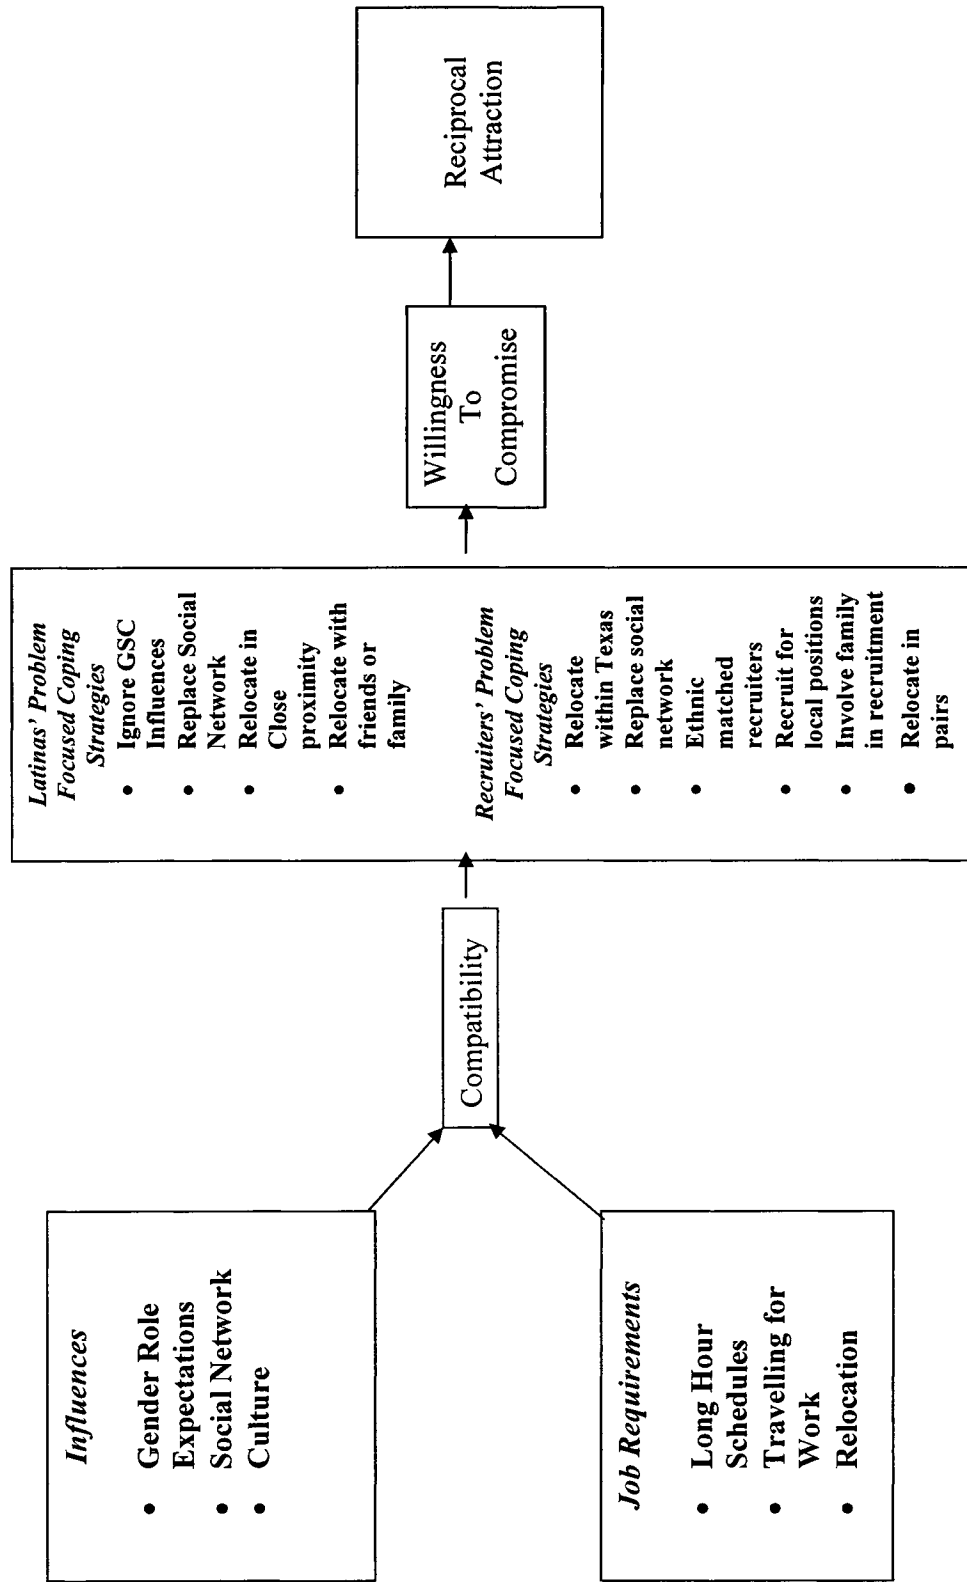 Influences
• Gender Role
Expectations
• Social Network
• Culture
Job Requirements
• Long Hour
Schedules
• Travelling for
Work
• Relocation
Compatibility
Latinas' Problem
Focused Coping
Strategies
• Ignore GSC
Influences
• Replace Social
Network
• Relocate in
Close
proximity
• Relocate with
friends or
family
Recruiters' Problem
Focused Coping
Strategies
• Relocate
within Texas
• Replace social
network
• Ethnic
matched
recruiters
• Recruit for
local positions
• Involve family
in recruitment
• Relocate in
pairs
Willingness
To
Compromise
Reciprocal
Attraction